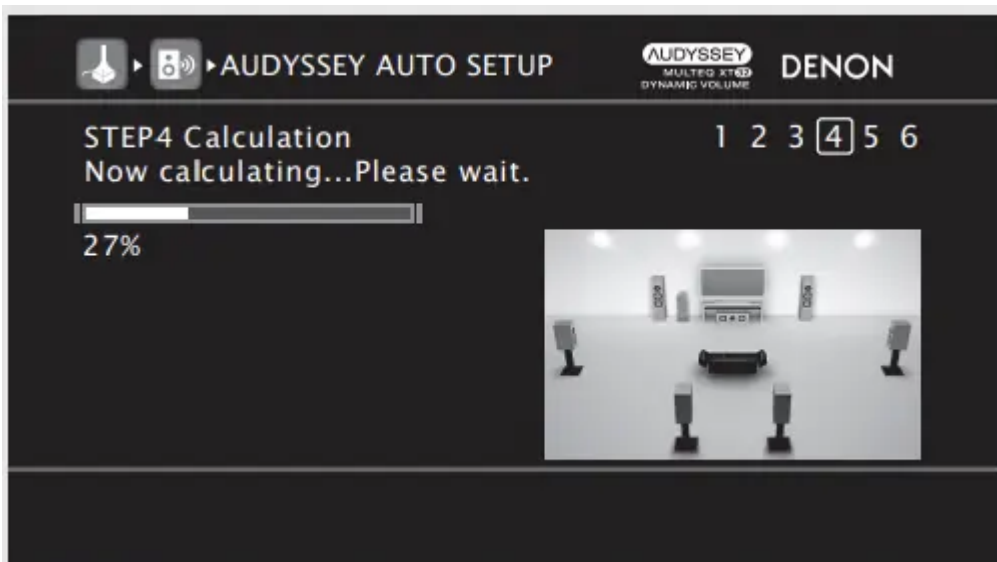 AUDYSSEY AUTO SETUP
AUDYSSEY
MULTEQ XT32
DYNAMIC VOLUME
DENON
STEP4 Calculation
1 2 3 4 5 6
Now calculating...Please wait.
27%